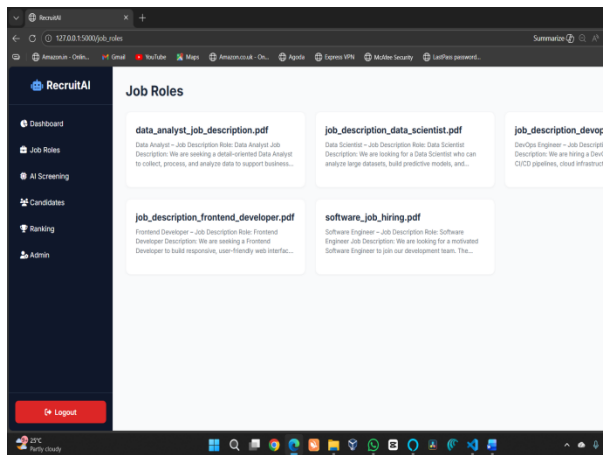 RecruitAI
127.0.0.1:5000/job_roles
Summarize
Amazon.in - Onlin...
Gmail
YouTube
Maps
Amazon.co.uk - On...
Agoda
Express VPN
McAfee Security
LastPass password...
RecruitAI
Dashboard
Job Roles
AI Screening
Candidates
Ranking
Admin
Logout
Job Roles
data_analyst_job_description.pdf
Data Analyst – Job Description Role: Data Analyst Job
Description: We are seeking a detail-oriented Data Analyst
to collect, process, and analyze data to support business...
job_description_data_scientist.pdf
Data Scientist – Job Description Role: Data Scientist
Description: We are looking for a Data Scientist who can
analyze large datasets, build predictive models, and...
job_description_devop
DevOps Engineer – Job Descripti
Description: We are hiring a Dev
CI/CD pipelines, cloud infrastruct
job_description_frontend_developer.pdf
Frontend Developer – Job Description Role: Frontend
Developer Description: We are seeking a Frontend
Developer to build responsive, user-friendly web interfac...
software_job_hiring.pdf
Software Engineer – Job Description Role: Software
Engineer Job Description: We are looking for a motivated
Software Engineer to join our development team. The...
25°C
Partly cloudy